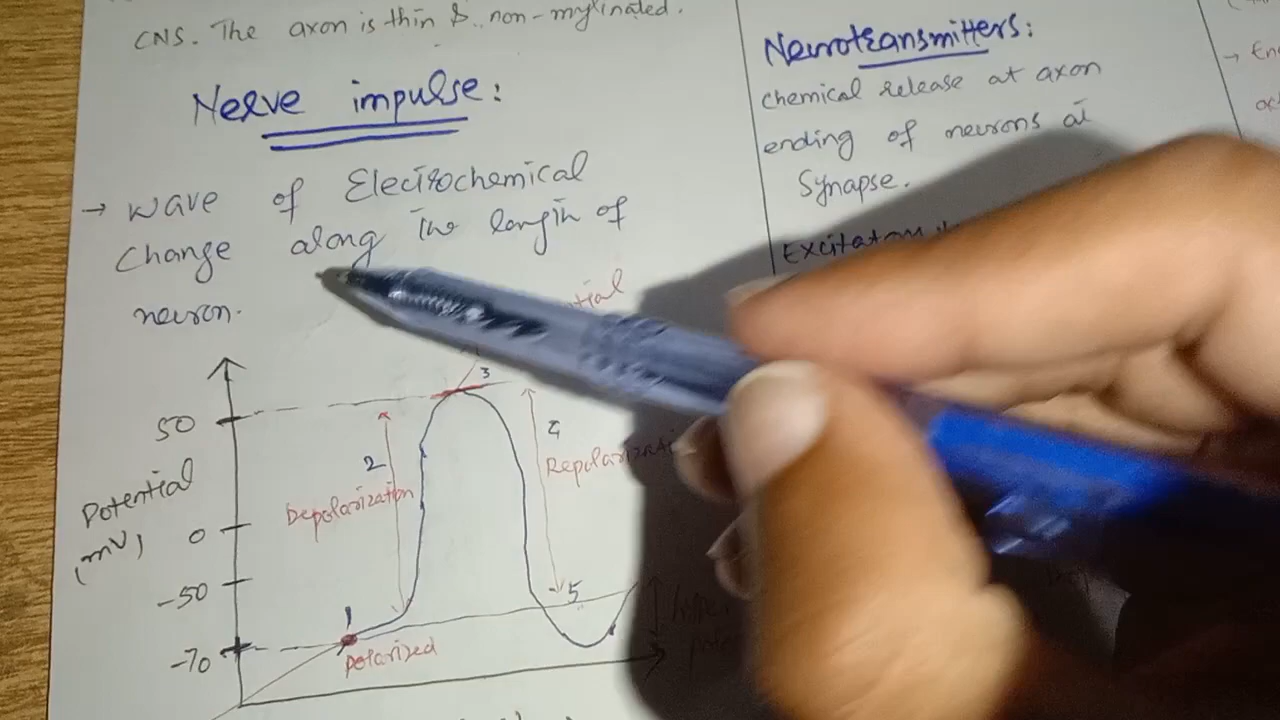 CNS. The axon is thin & non-mylinated.
Nerve impulse:
→ wave of Electrochemical
change along the length of
neuron.
3
50
2
4
Repolarizati
Potential
Depolarization
(mV)
0
-50
5
1
-70
polarized
Neurotransmitters:
chemical release at axon
ending of neurons at
Synapse.